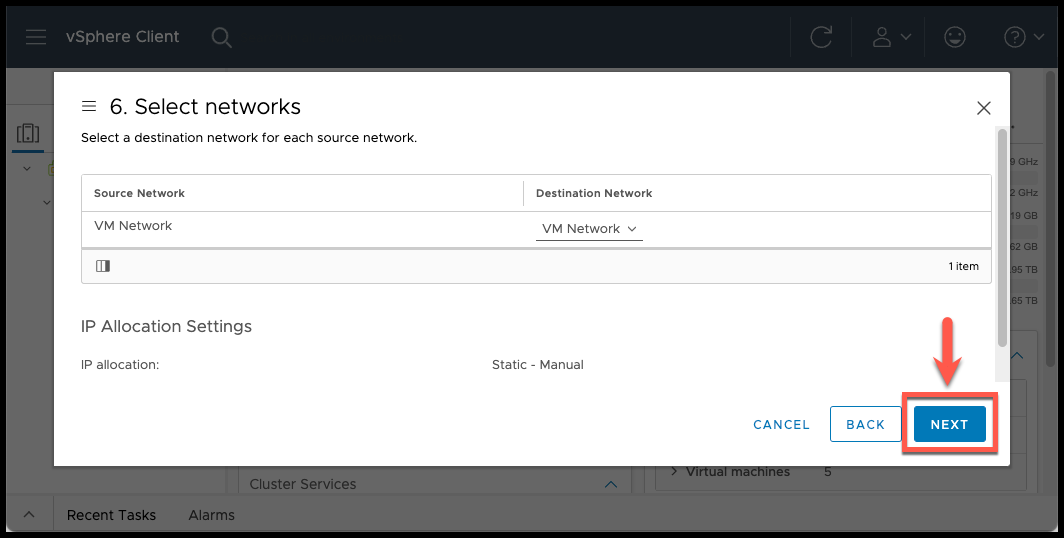 vSphere Client
6. Select networks
Select a destination network for each source network.
Source Network Destination Network
VM Network VM Network
1 item
IP Allocation Settings
IP allocation: Static - Manual
CANCEL BACK NEXT
9 GHz
2 GHz
19 GB
62 GB
.95 TB
.65 TB
Virtual machines 5
Cluster Services
Recent Tasks Alarms